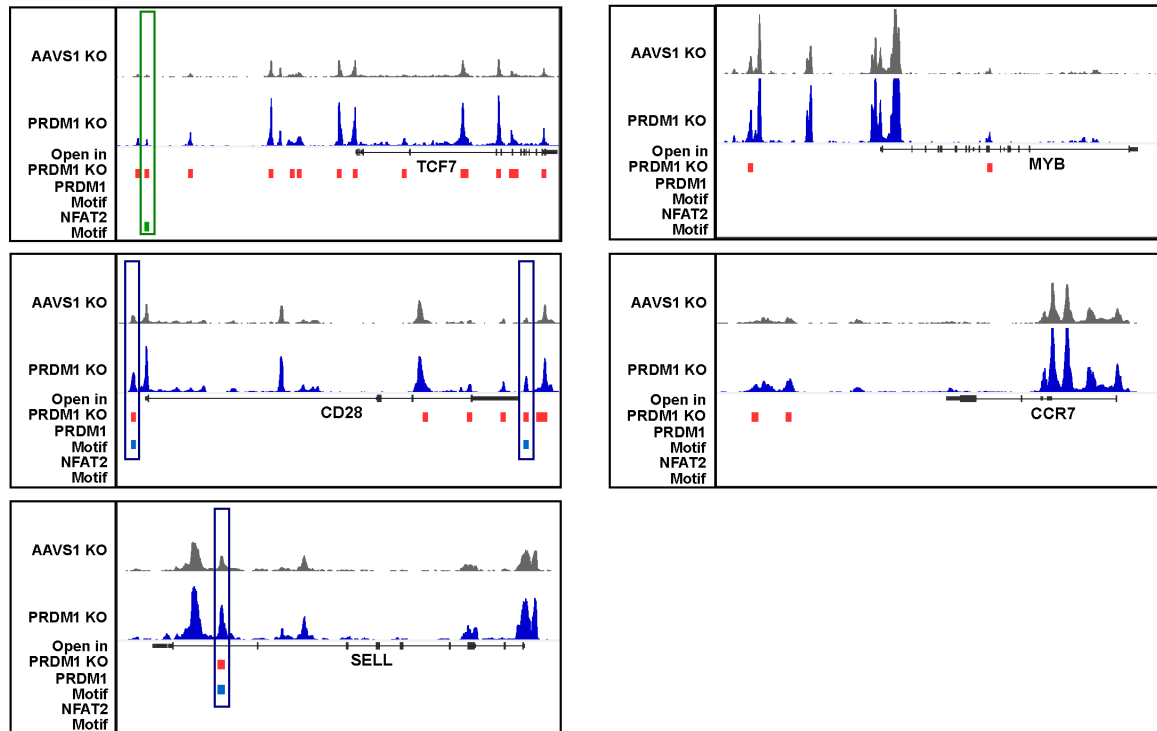 AAVS1 KO
PRDM1 KO
Open in
PRDM1 KO
PRDM1
Motif
NFAT2
Motif
TCF7
AAVS1 KO
PRDM1 KO
Open in
PRDM1 KO
PRDM1
Motif
NFAT2
Motif
MYB
AAVS1 KO
PRDM1 KO
Open in
PRDM1 KO
PRDM1
Motif
NFAT2
Motif
CD28
AAVS1 KO
PRDM1 KO
Open in
PRDM1 KO
PRDM1
Motif
NFAT2
Motif
CCR7
AAVS1 KO
PRDM1 KO
Open in
PRDM1 KO
PRDM1
Motif
NFAT2
Motif
SELL